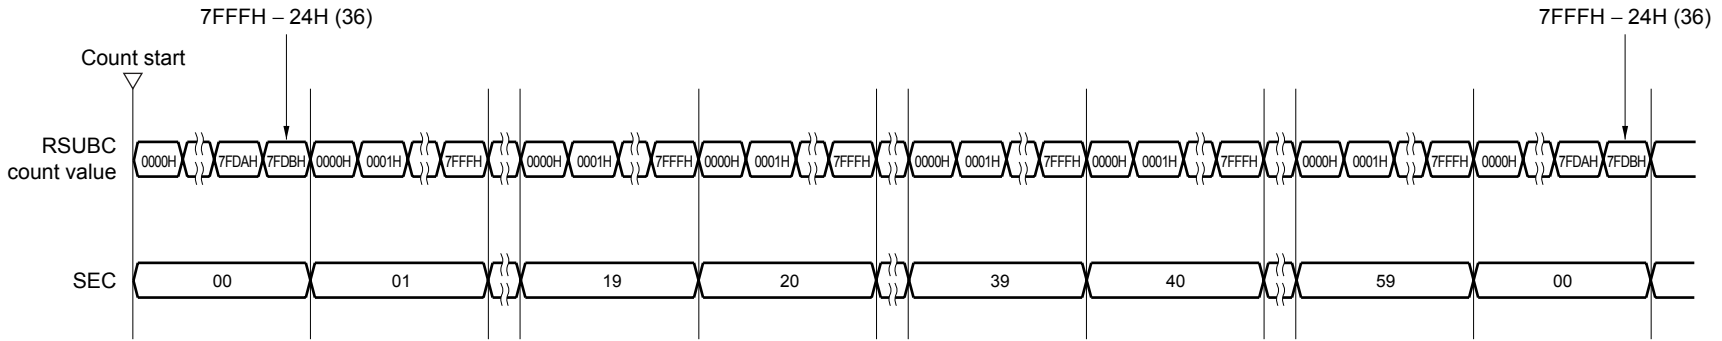 7FFFH – 24H (36) 7FFFH – 24H (36)
Count start
RSUBC
count value
0000H 7FDAH 7FDBH 0000H 0001H 7FFFH 0000H 0001H 7FFFH 0000H 0001H 7FFFH 0000H 0001H 7FFFH 0000H 0001H 7FFFH 0000H 0001H 7FFFH 0000H 7FDAH 7FDBH
SEC 00 01 19 20 39 40 59 00